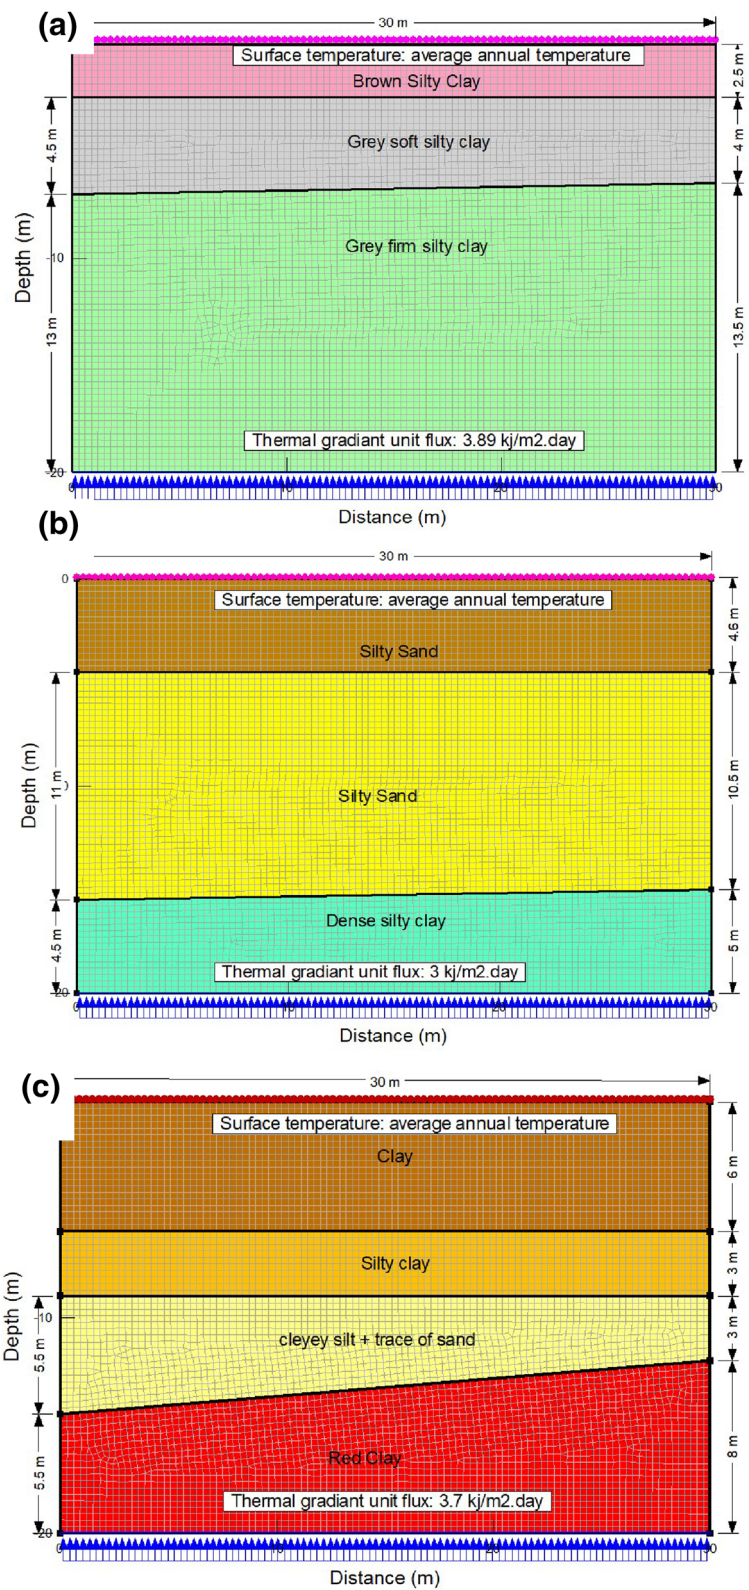 (a)
30 m
Surface temperature: average annual temperature
Brown Silty Clay
2.5 m
4.5 m
Grey soft silty clay
4 m
Depth (m)
-10
Grey firm silty clay
13 m
13.5 m
Thermal gradiant unit flux: 3.89 kj/m2.day
-20
0
10
20
30
Distance (m)
(b)
30 m
0
Surface temperature: average annual temperature
4.6 m
Silty Sand
Depth (m)
11 m
Silty Sand
10.5 m
Dense silty clay
4.5 m
5 m
Thermal gradiant unit flux: 3 kj/m2.day
-20
0
10
20
30
Distance (m)
(c)
30 m
Surface temperature: average annual temperature
Clay
6 m
Silty clay
3 m
Depth (m)
-10
5.5 m
cleyey silt + trace of sand
3 m
Red Clay
5.5 m
8 m
Thermal gradiant unit flux: 3.7 kj/m2.day
-20
0
10
20
30
Distance (m)